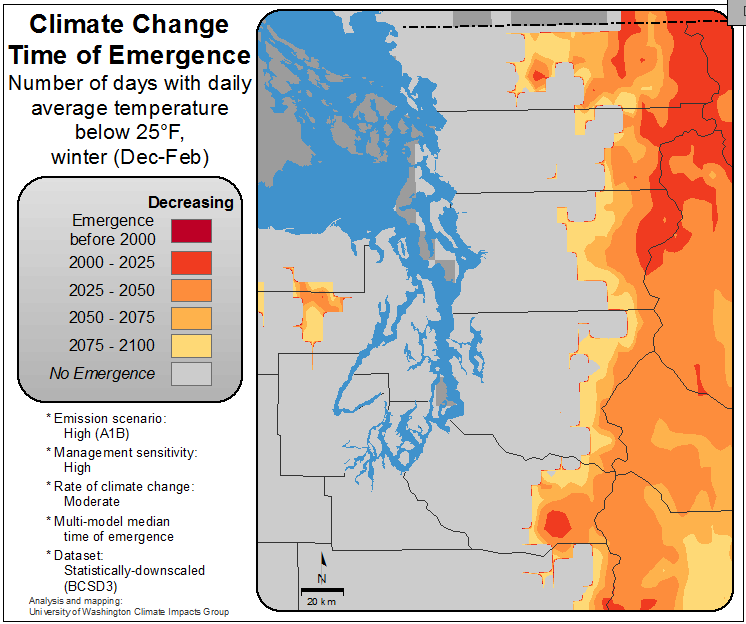 Climate Change
Time of Emergence
Number of days with daily
average temperature
below 25°F,
winter (Dec-Feb)
Decreasing
Emergence
before 2000
2000 - 2025
2025 - 2050
2050 - 2075
2075 - 2100
No Emergence
* Emission scenario:
High (A1B)
* Management sensitivity:
High
* Rate of climate change:
Moderate
* Multi-model median
time of emergence
* Dataset:
Statistically-downscaled
(BCSD3)
Analysis and mapping:
University of Washington Climate Impacts Group
N
20 km